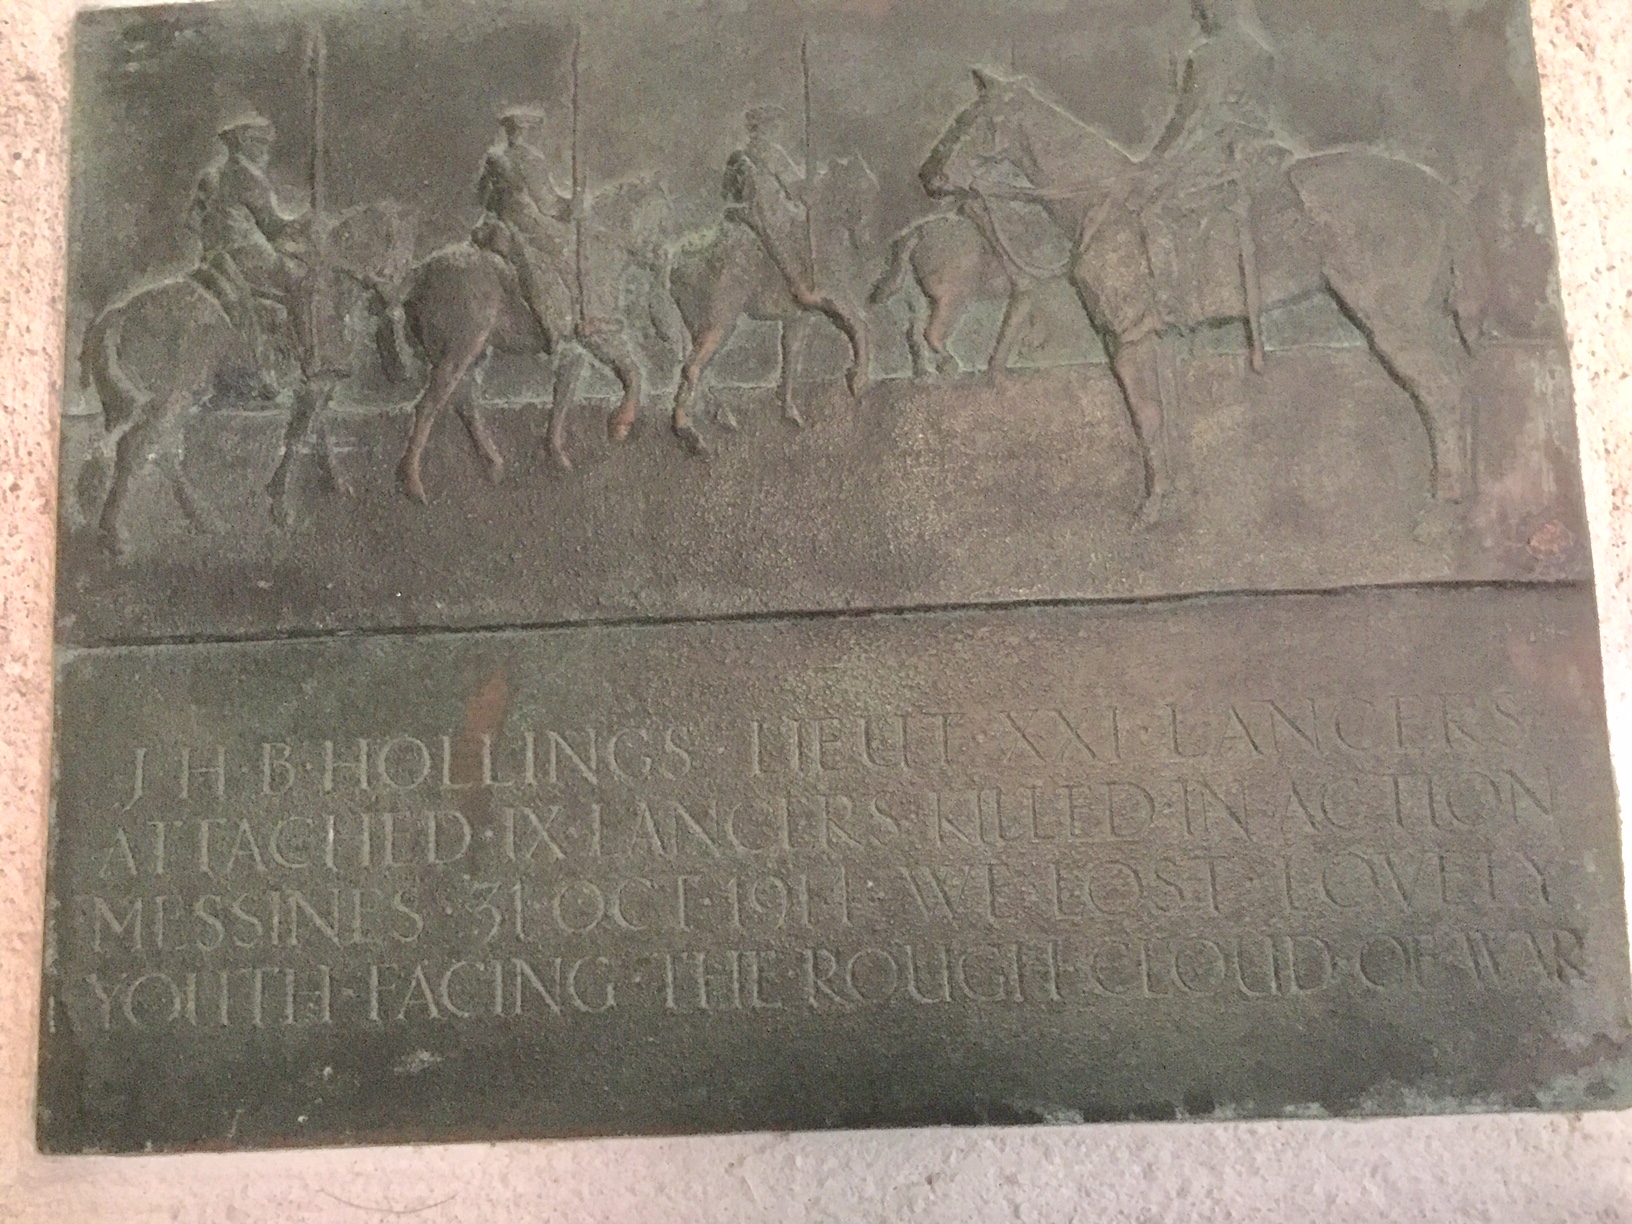 J·H·B·HOLLINGS·LIEUT·XXI·LANCERS
ATTACHED·IX·LANCERS·KILLED·IN·ACTION
MESSINES·31·OCT·1914·WE·LOST·LOVELY
YOUTH·FACING·THE·ROUGH·CLOUD·OF·WAR